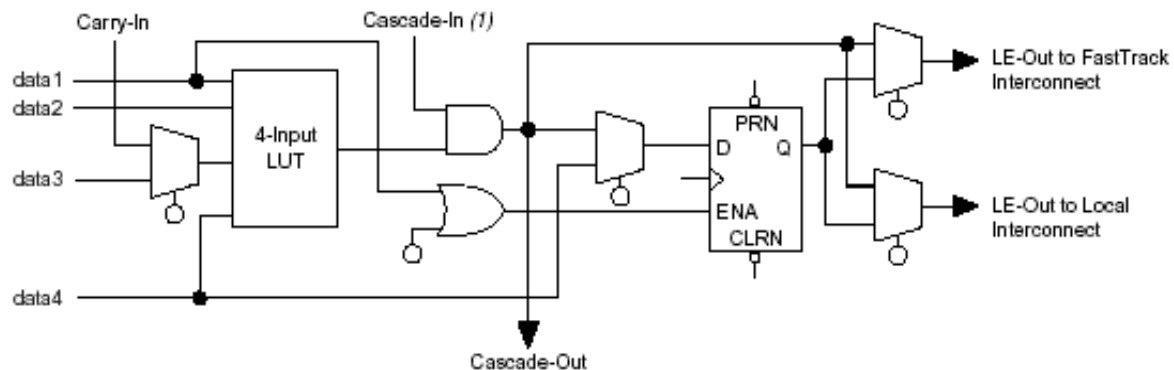 Carry-In
Cascade-In (1)
data1
data2
data3
data4
4-Input
LUT
PRN
D
Q
ENA
CLRN
LE-Out to FastTrack
Interconnect
LE-Out to Local
Interconnect
Cascade-Out